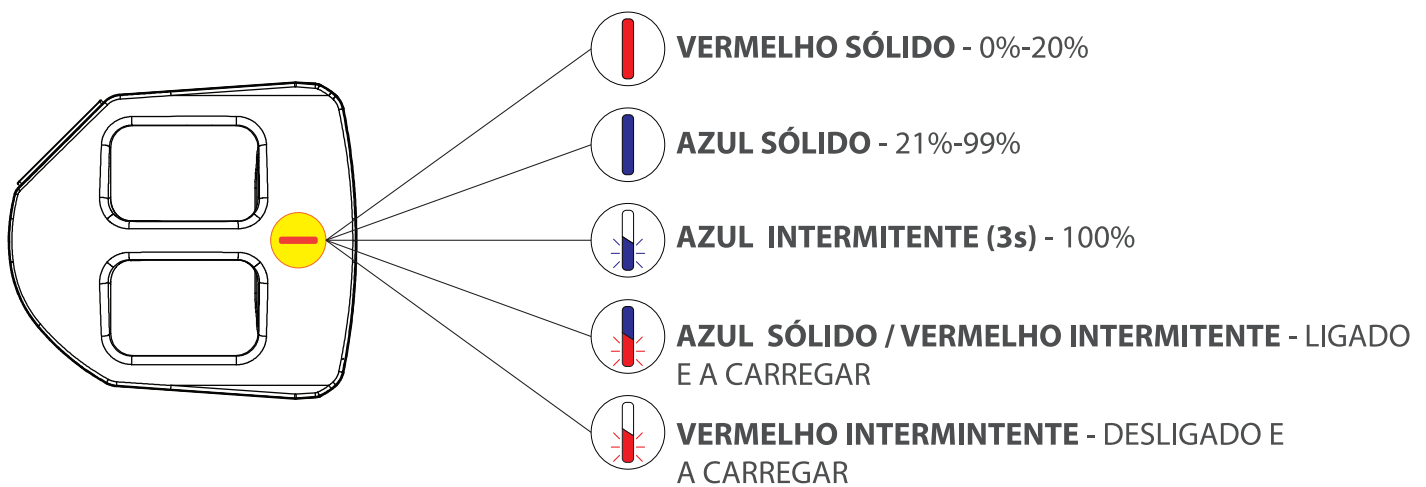 VERMELHO SÓLIDO - 0%-20%
AZUL SÓLIDO - 21%-99%
AZUL INTERMITENTE (3s) - 100%
AZUL SÓLIDO / VERMELHO INTERMITENTE - LIGADO
E A CARREGAR
VERMELHO INTERMINTENTE - DESLIGADO E
A CARREGAR